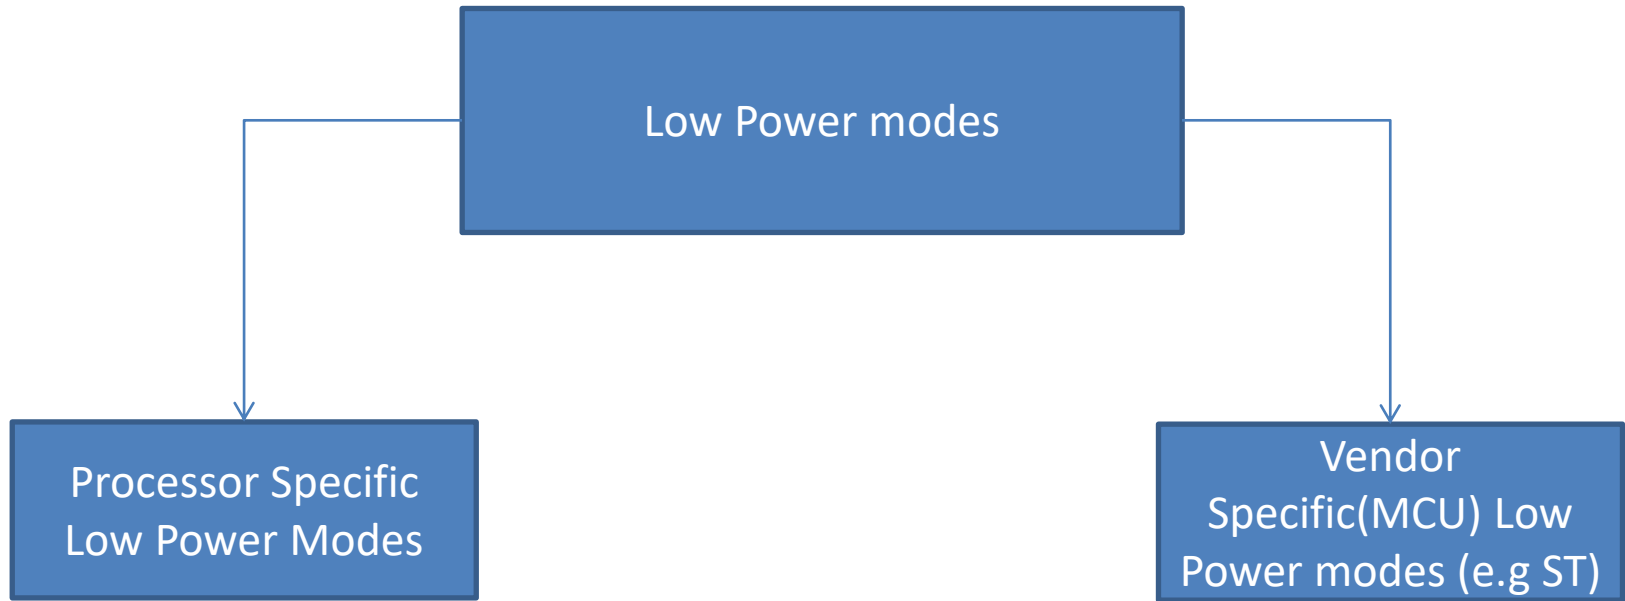 Low Power modes
Processor Specific
Low Power Modes
Vendor
Specific(MCU) Low
Power modes (e.g ST)